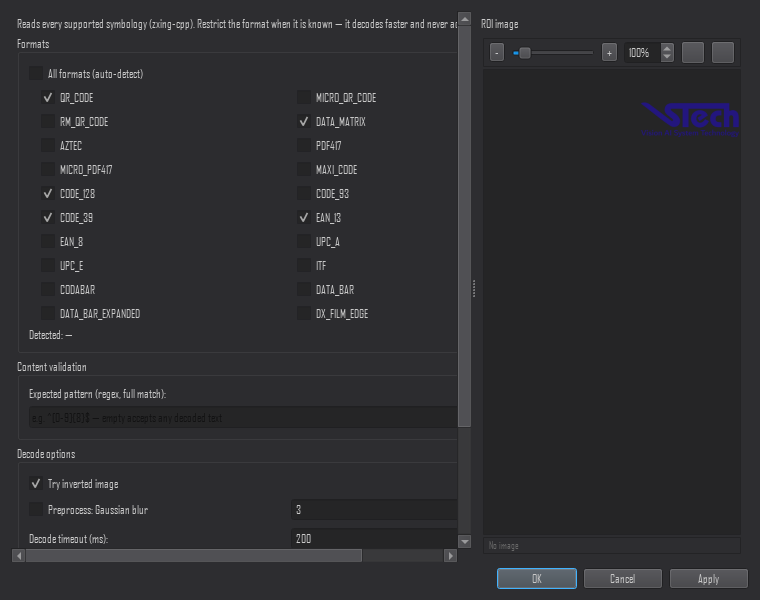 Reads every supported symbology (zxing-cpp). Restrict the format when it is known — it decodes faster and never
ROI image
Formats
- + 100%
All formats (auto-detect)
QR_CODE MICRO_QR_CODE
RM_QR_CODE DATA_MATRIX
AZTEC PDF417
MICRO_PDF417 MAXI_CODE
CODE_128 CODE_93
CODE_39 EAN_13
EAN_8 UPC_A
UPC_E ITF
CODABAR DATA_BAR
DATA_BAR_EXPANDED DX_FILM_EDGE
Detected: —
Content validation
Expected pattern (regex, full match):
— empty accepts any decoded text
Decode options
Try inverted image
Preprocess: Gaussian blur 3
Decode timeout (ms): 200
No image
OK Cancel Apply